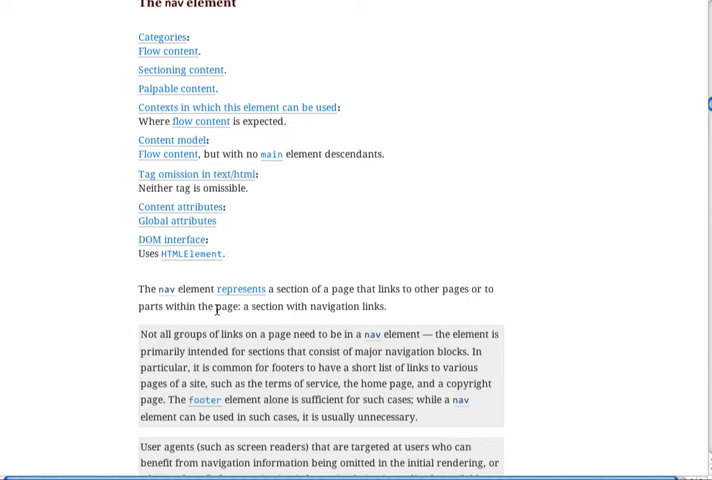 The nav element
Categories:
Flow content.
Sectioning content.
Palpable content.
Contexts in which this element can be used:
Where flow content is expected.
Content model:
Flow content, but with no main element descendants.
Tag omission in text/html:
Neither tag is omissible.
Content attributes:
Global attributes
DOM interface:
Uses HTMLElement.
The nav element represents a section of a page that links to other pages or to
parts within the page: a section with navigation links.
Not all groups of links on a page need to be in a nav element — the element is
primarily intended for sections that consist of major navigation blocks. In
particular, it is common for footers to have a short list of links to various
pages of a site, such as the terms of service, the home page, and a copyright
page. The footer element alone is sufficient for such cases; while a nav
element can be used in such cases, it is usually unnecessary.
User agents (such as screen readers) that are targeted at users who can
benefit from navigation information being omitted in the initial rendering, or